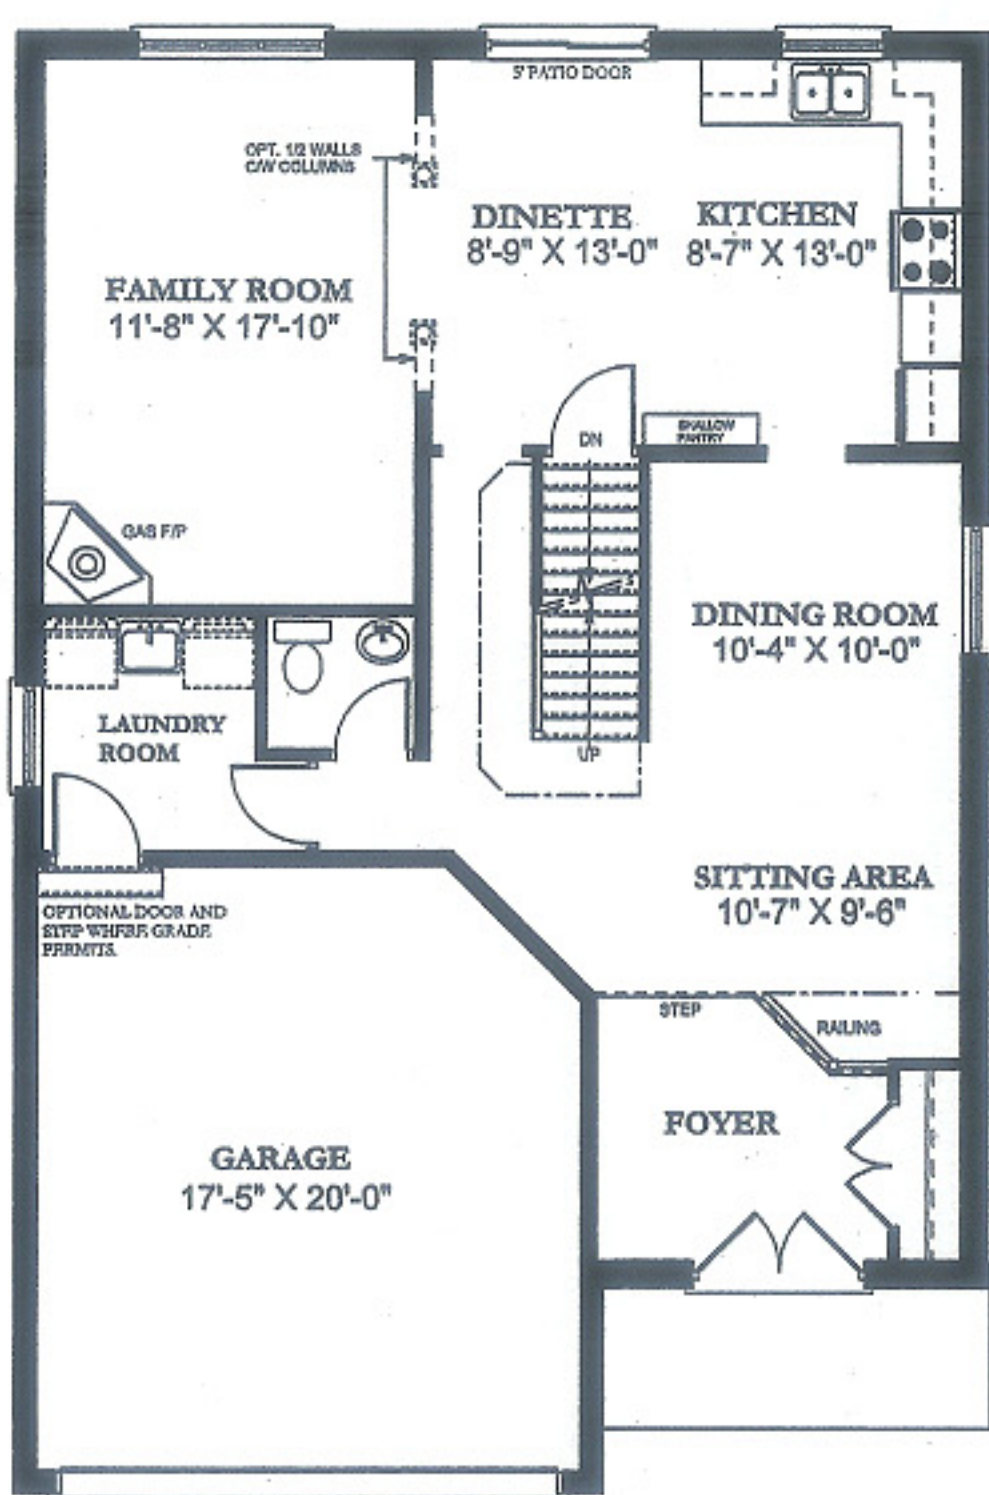 5' PATIO DOOR
OPT. 1/2 WALLS
C/W COLUMNS
DINETTE
8'-9" X 13'-0"
KITCHEN
8'-7" X 13'-0"
FAMILY ROOM
11'-8" X 17'-10"
DN
SHALLOW
PANTRY
GAS F/P
DINING ROOM
10'-4" X 10'-0"
LAUNDRY
ROOM
UP
SITTING AREA
10'-7" X 9'-6"
OPTIONAL DOOR AND
STEP WHERE GRADE
PERMITS.
STEP
RAILING
FOYER
GARAGE
17'-5" X 20'-0"